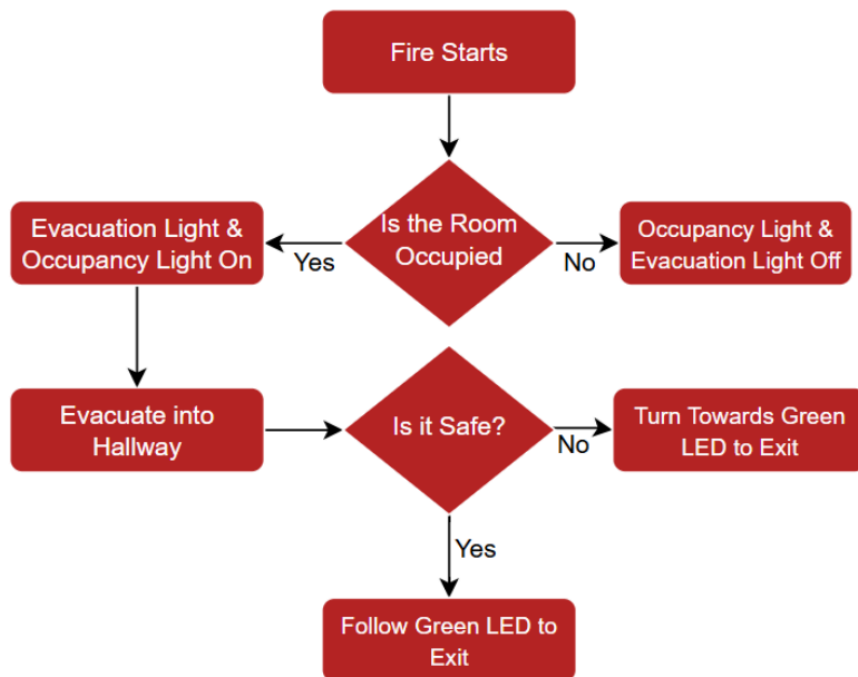 Fire Starts
Is the Room
Occupied
Evacuation Light &
Occupancy Light On
Yes
No
Occupancy Light &
Evacuation Light Off
Evacuate into
Hallway
Is it Safe?
No
Turn Towards Green
LED to Exit
Yes
Follow Green LED to
Exit